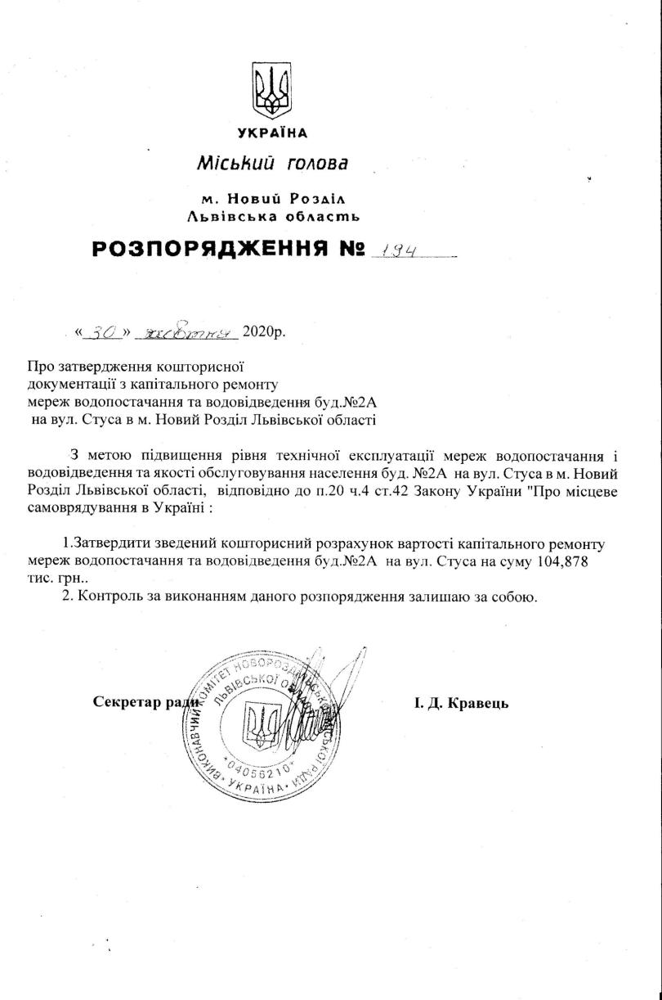 УКРАЇНА
Міський голова
м. Новий Розділ
Львівська область
РОЗПОРЯДЖЕННЯ № 194
«30» жовтня 2020р.
Про затвердження кошторисної
документації з капітального ремонту
мереж водопостачання та водовідведення буд.№2А
на вул. Стуса в м. Новий Розділ Львівської області
З метою підвищення рівня технічної експлуатації мереж водопостачання і
водовідведення та якості обслуговування населення буд. №2А на вул. Стуса в м. Новий
Розділ Львівської області, відповідно до п.20 ч.4 ст.42 Закону України "Про місцеве
самоврядування в Україні :
1.Затвердити зведений кошторисний розрахунок вартості капітального ремонту
мереж водопостачання та водовідведення буд.№2А на вул. Стуса на суму 104,878
тис. грн..
2. Контроль за виконанням даного розпорядження залишаю за собою.
Секретар ради
І. Д. Кравець
ВИКОНАВЧИЙ КОМІТЕТ НОВОРОЗДІЛЬСЬКОЇ МІСЬКОЇ РАДИ
ЛЬВІВСЬКОЇ ОБЛАСТІ
*04056210*
* УКРАЇНА *